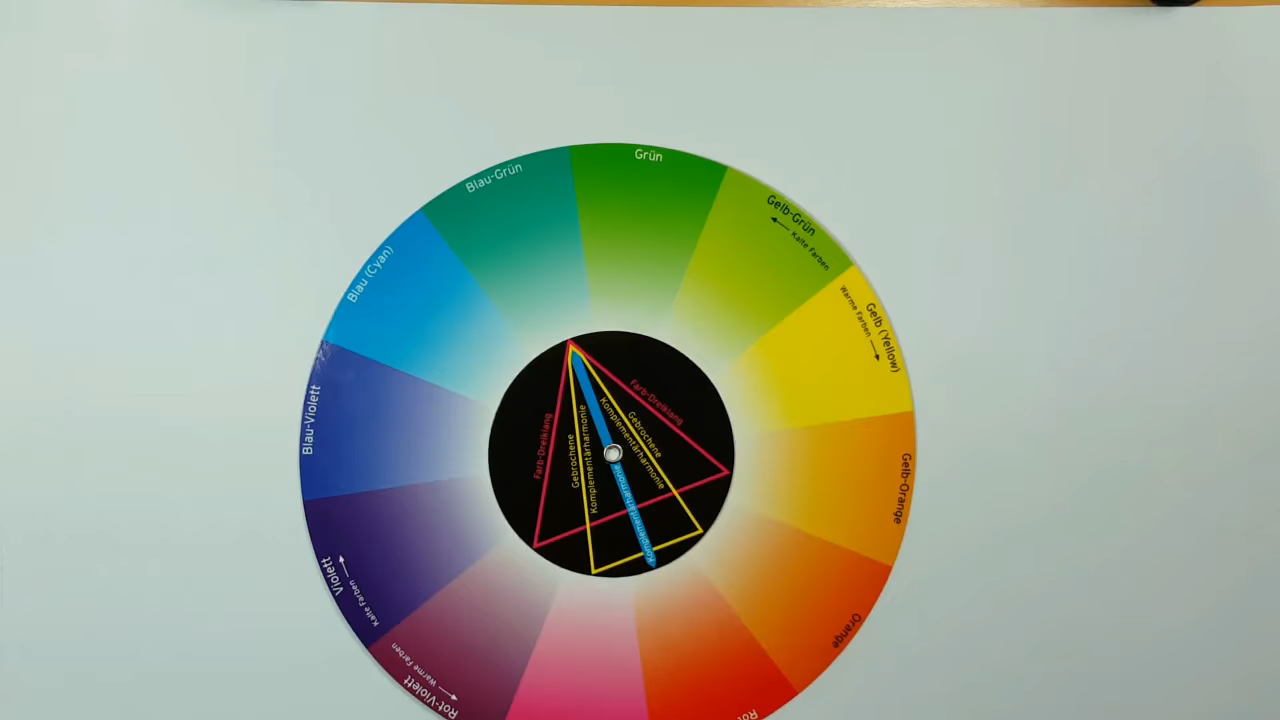 Grün
Gelb-Grün
Kalte Farben
Gelb (Yellow)
Warme Farben
Gelb-Orange
Orange
Rot-Violett
Warme Farben
Violett
Kalte Farben
Blau-Violett
Blau (Cyan)
Blau-Grün
Farb-Dreiklang
Gebrochene
Komplementärharmonie
Komplementärharmonie
Gebrochene
Komplementärharmonie
Farb-Dreiklang